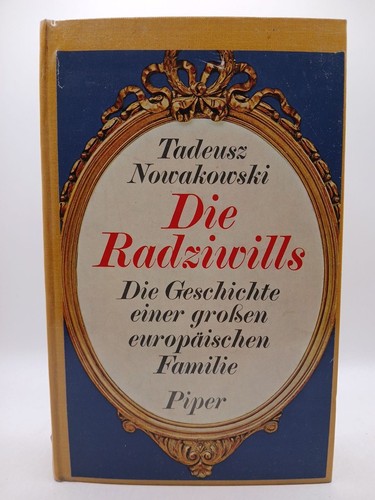 Tadeusz
Nowakowski
Die
Radziwills
Die Geschichte
einer großen
europäischen
Familie
Piper